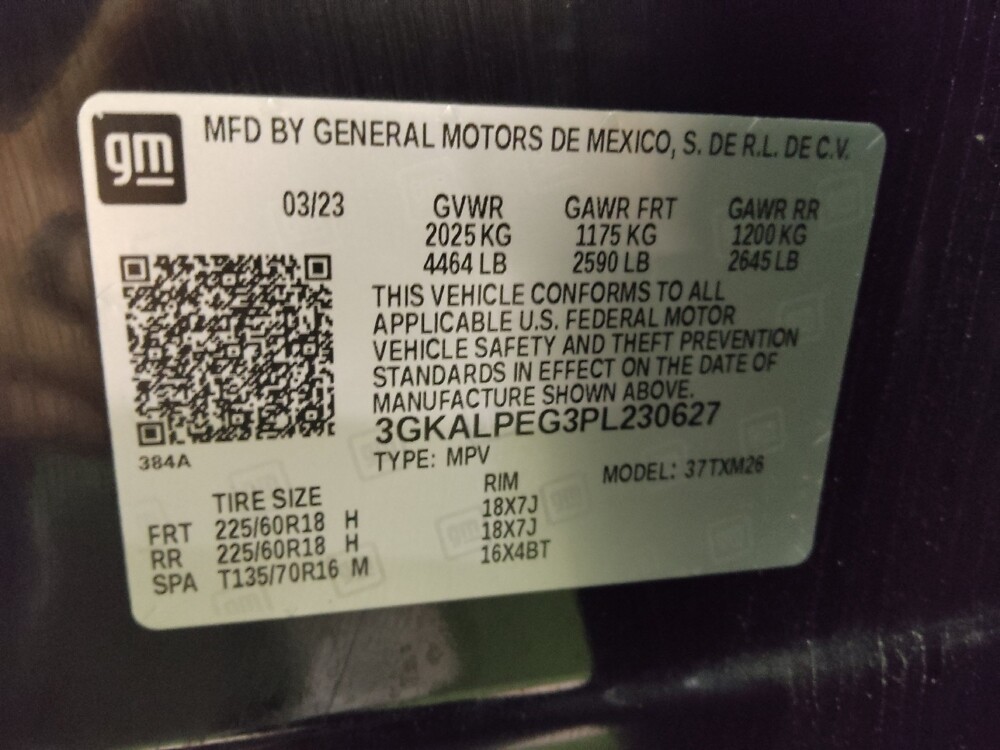 gm
MFD BY GENERAL MOTORS DE MEXICO, S. DE R.L. DE C.V.
03/23 GVWR GAWR FRT GAWR RR
2025 KG 1175 KG 1200 KG
4464 LB 2590 LB 2645 LB
THIS VEHICLE CONFORMS TO ALL
APPLICABLE U.S. FEDERAL MOTOR
VEHICLE SAFETY AND THEFT PREVENTION
STANDARDS IN EFFECT ON THE DATE OF
MANUFACTURE SHOWN ABOVE.
3GKALPEG3PL230627
384A
TYPE: MPV MODEL: 37TXM26
TIRE SIZE RIM
FRT 225/60R18 H 18X7J
RR 225/60R18 H 18X7J
SPA T135/70R16 M 16X4BT